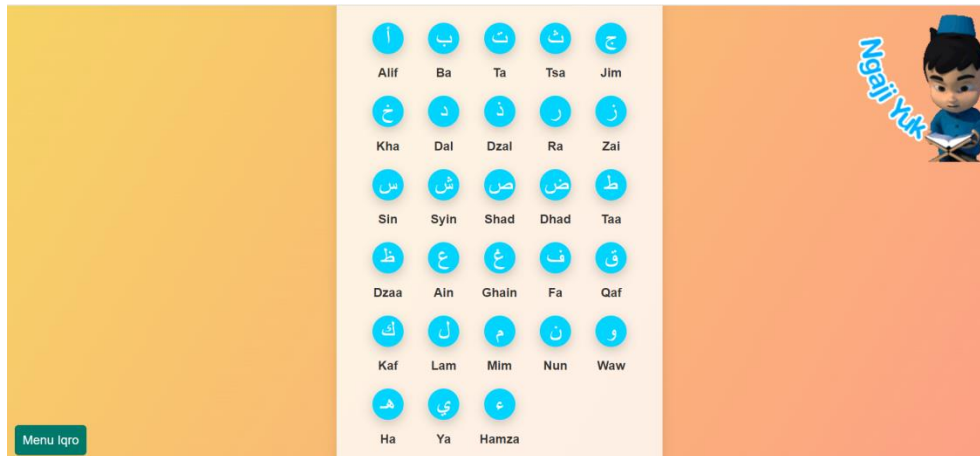 أ ب ت ث ج
Alif Ba Ta Tsa Jim
خ د ذ ر ز
Kha Dal Dzal Ra Zai
س ش ص ض ط
Sin Syin Shad Dhad Taa
ظ ع غ ف ق
Dzaa Ain Ghain Fa Qaf
ك ل م ن و
Kaf Lam Mim Nun Waw
هـ ي ء
Ha Ya Hamza
Ngaji Yuk
Menu Iqro